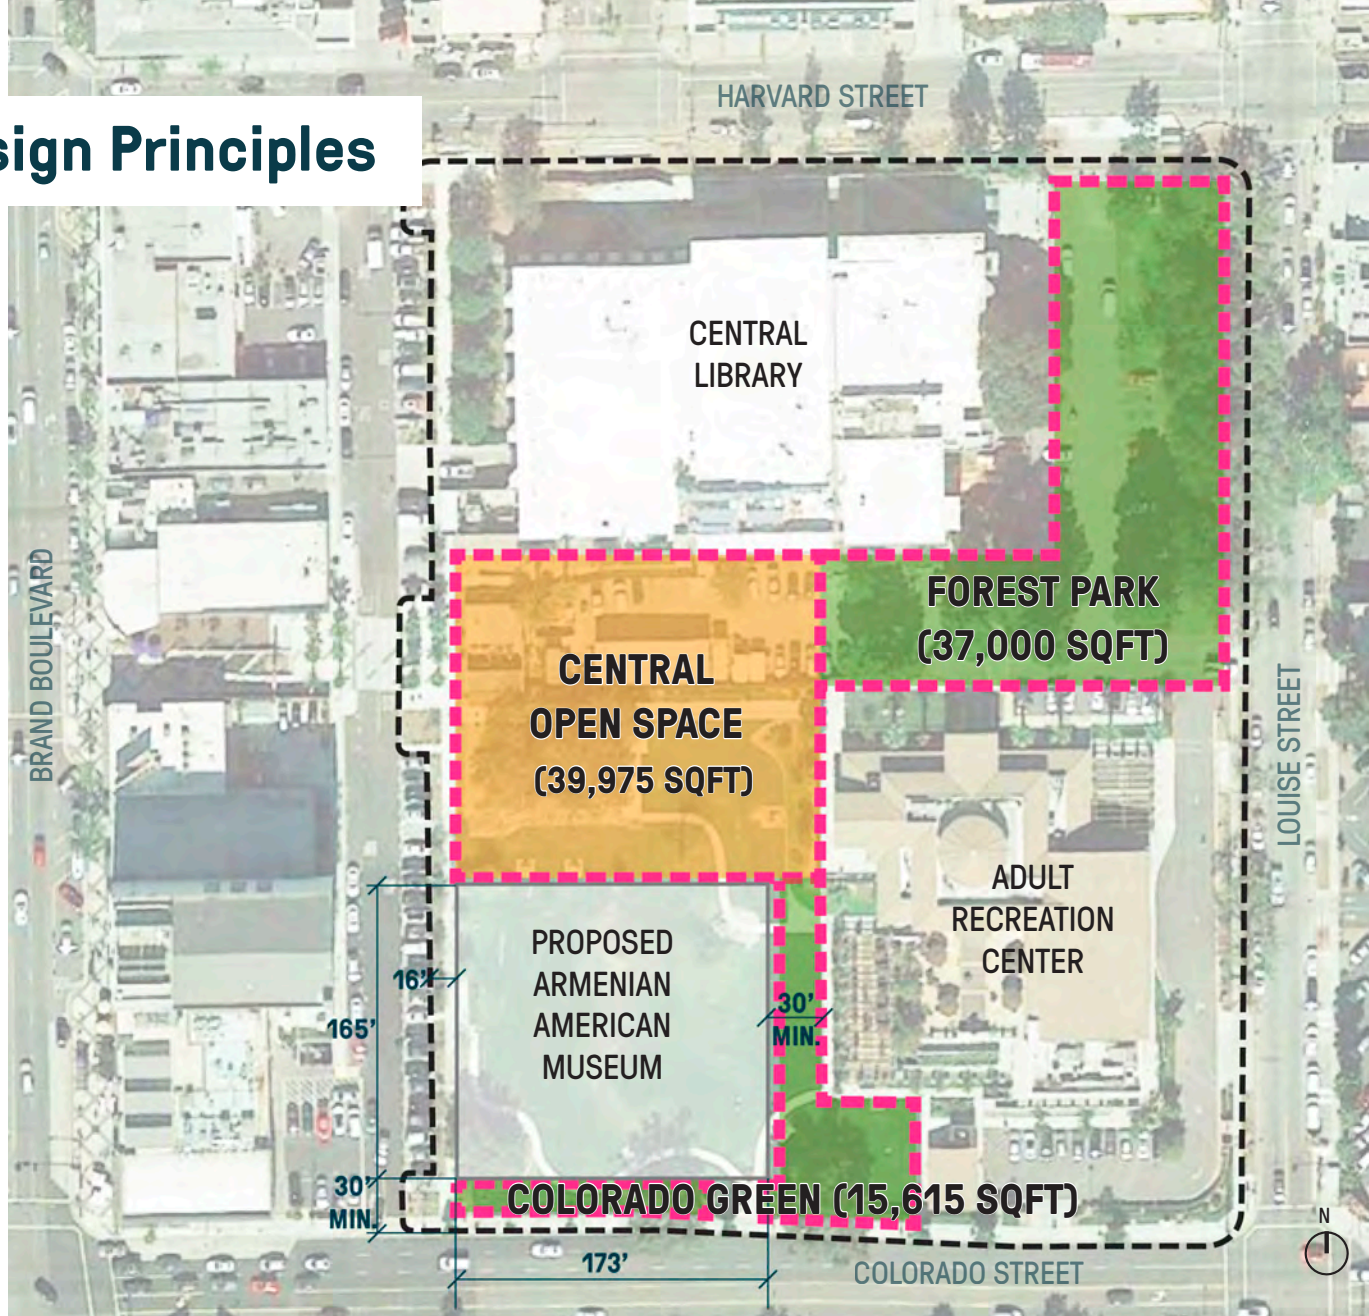 HARVARD STREET
sign Principles
CENTRAL
LIBRARY
BRAND BOULEVARD
FOREST PARK
(37,000 SQFT)
CENTRAL
OPEN SPACE
(39,975 SQFT)
LOUISE STREET
ADULT
RECREATION
CENTER
PROPOSED
ARMENIAN
AMERICAN
MUSEUM
16'
165'
30'
MIN.
30'
MIN.
COLORADO GREEN (15,615 SQFT)
173'
COLORADO STREET
N